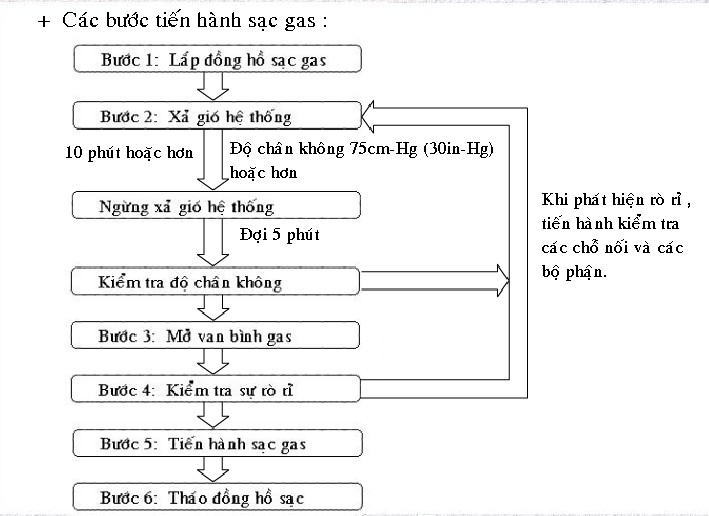 + Các bước tiến hành sạc gas :
Bước 1: Lắp đồng hồ sạc gas
Bước 2: Xả gió hệ thống
10 phút hoặc hơn
Độ chân không 75cm-Hg (30in-Hg)
hoặc hơn
Ngừng xả gió hệ thống
Đợi 5 phút
Kiểm tra độ chân không
Khi phát hiện rò rỉ ,
tiến hành kiểm tra
các chỗ nối và các
bộ phận.
Bước 3: Mở van bình gas
Bước 4: Kiểm tra sự rò rỉ
Bước 5: Tiến hành sạc gas
Bước 6: Tháo đồng hồ sạc